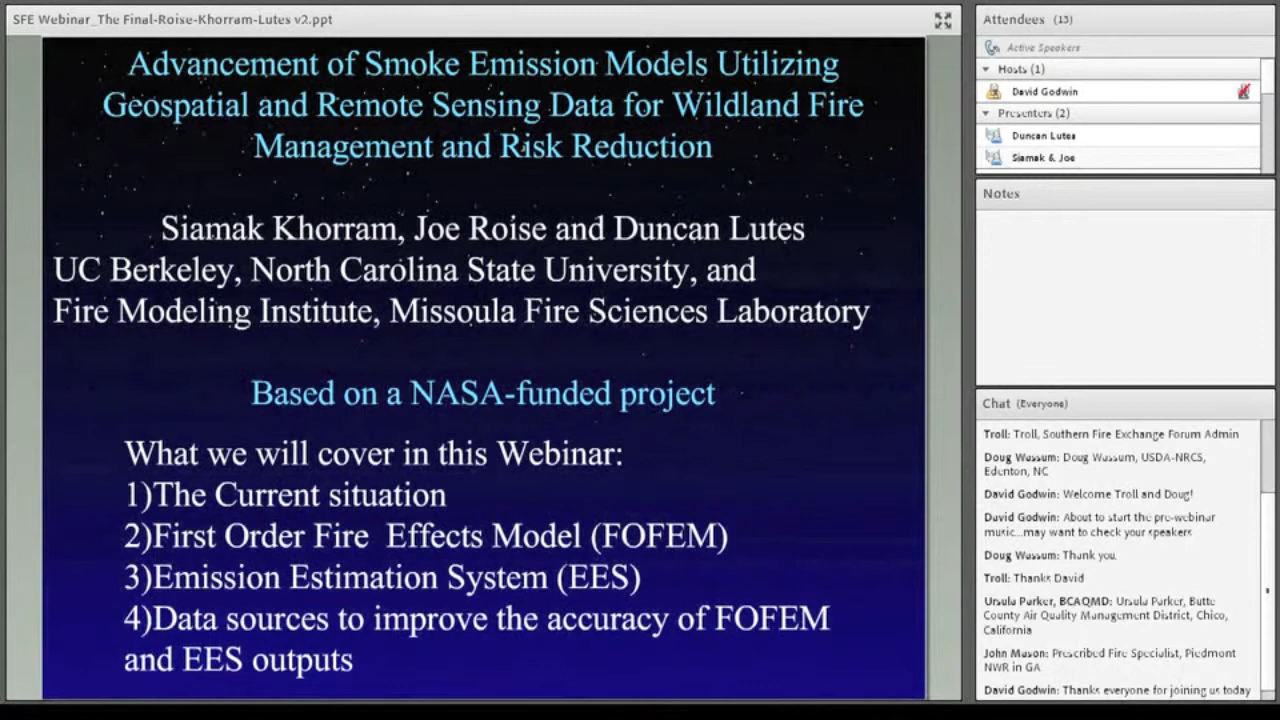 SFE Webinar_The Final-Roise-Khorram-Lutes v2.ppt
Advancement of Smoke Emission Models Utilizing
Geospatial and Remote Sensing Data for Wildland Fire
Management and Risk Reduction
Siamak Khorram, Joe Roise and Duncan Lutes
UC Berkeley, North Carolina State University, and
Fire Modeling Institute, Missoula Fire Sciences Laboratory
Based on a NASA-funded project
What we will cover in this Webinar:
1)The Current situation
2)First Order Fire  Effects Model (FOFEM)
3)Emission Estimation System (EES)
4)Data sources to improve the accuracy of FOFEM
and EES outputs
Attendees (13)
Active Speakers
Hosts (1)
David Godwin
Presenters (2)
Duncan Lutes
Siamak & Joe
Notes
Chat (Everyone)
Troll: Troll, Southern Fire Exchange Forum Admin
Doug Wassum: Doug Wassum, USDA-NRCS,
Edenton, NC
David Godwin: Welcome Troll and Doug!
David Godwin: About to start the pre-webinar
music...may want to check your speakers
Doug Wassum: Thank you.
Troll: Thanks David
Ursula Parker, BCAQMD: Ursula Parker, Butte
County Air Quality Management District, Chico,
California
John Mason: Prescribed Fire Specialist, Piedmont
NWR in GA
David Godwin: Thanks everyone for joining us today